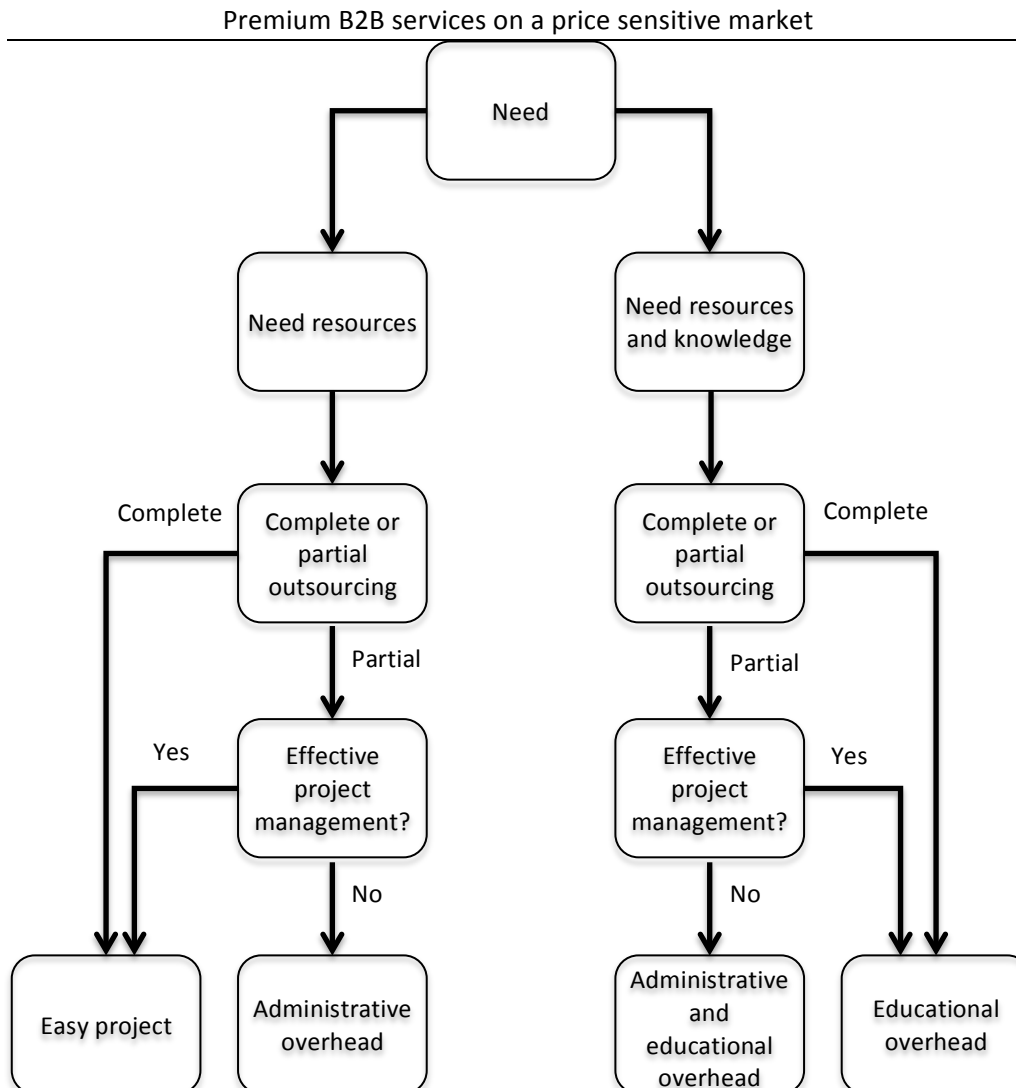 Premium B2B services on a price sensitive market
Need
Need resources
Need resources
and knowledge
Complete
Complete or
partial
outsourcing
Complete or
partial
outsourcing
Complete
Partial
Partial
Yes
Effective
project
management?
Effective
project
management?
Yes
No
No
Easy project
Administrative
overhead
Administrative
and
educational
overhead
Educational
overhead